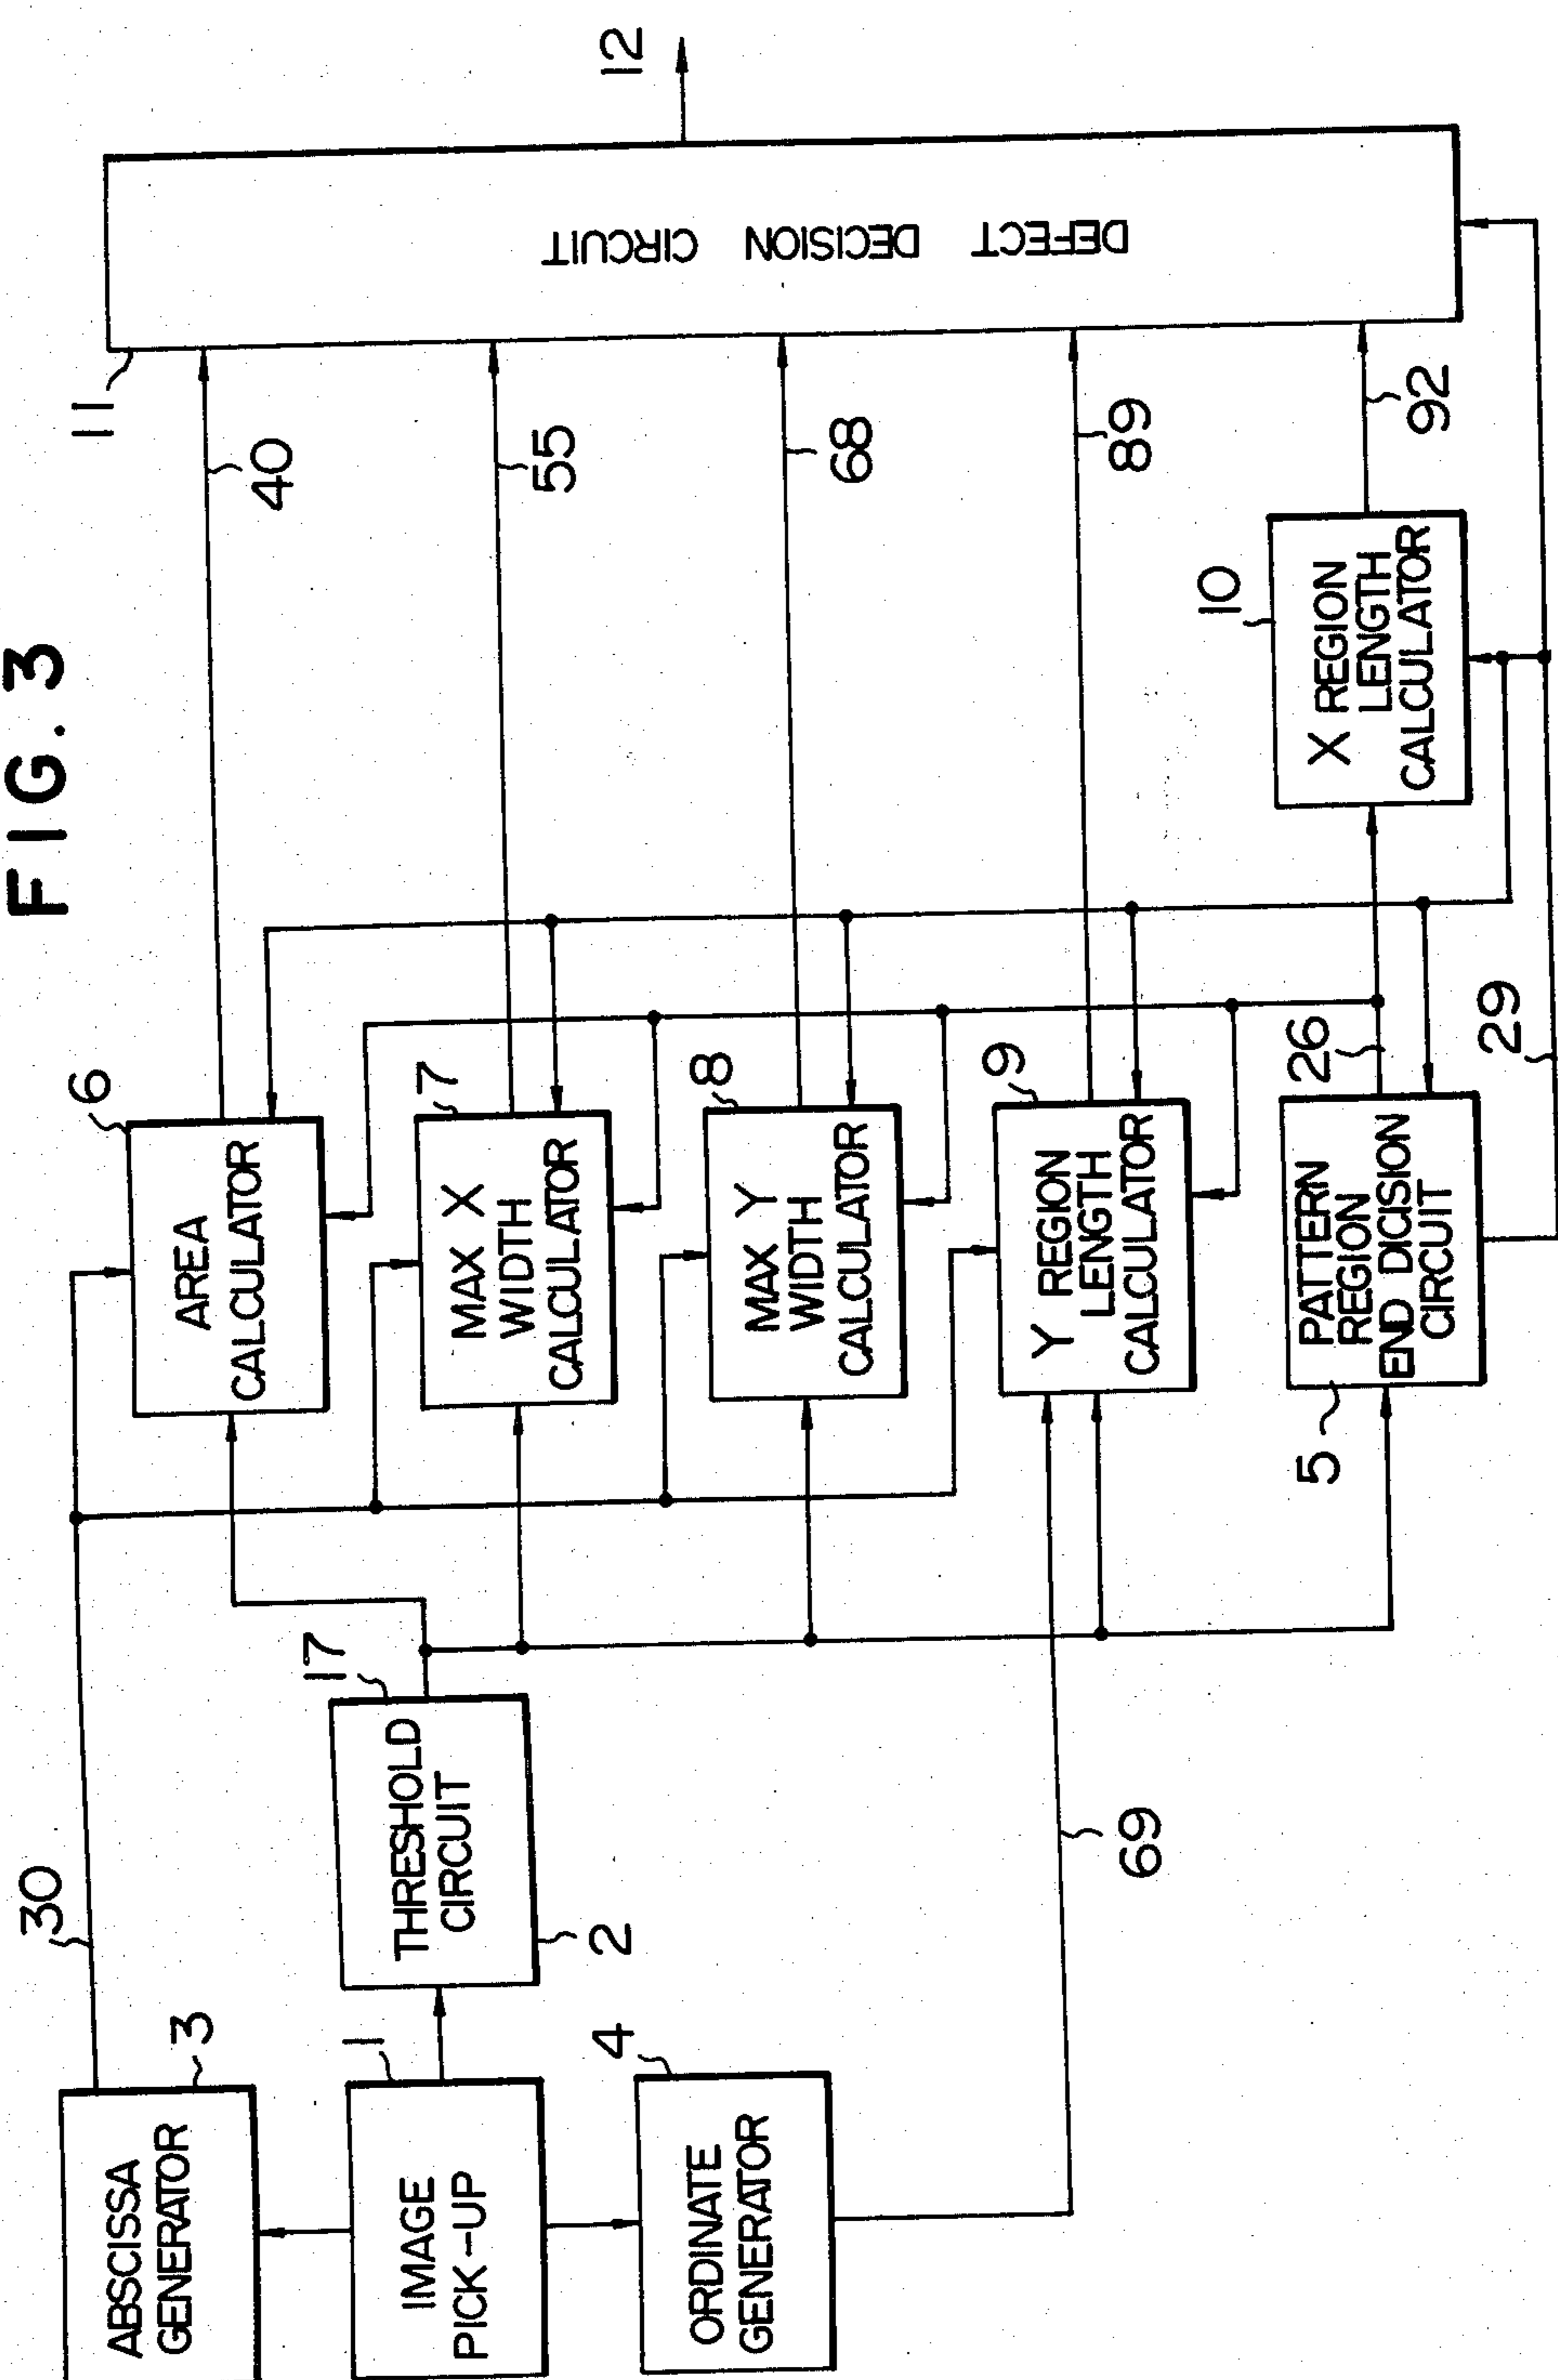 FIG. 3
ABSCISSA
GENERATOR
3
30
IMAGE
PICK-UP
1
ORDINATE
GENERATOR
4
THRESHOLD
CIRCUIT
2
17
69
AREA
CALCULATOR
6
MAX X
WIDTH
CALCULATOR
7
MAX Y
WIDTH
CALCULATOR
8
Y REGION
LENGTH
CALCULATOR
9
PATTERN
REGION
END DICISION
CIRCUIT
5
26
29
X REGION
LENGTH
CALCULATOR
10
40
55
68
89
92
11
DEFECT DECISION CIRCUIT
12